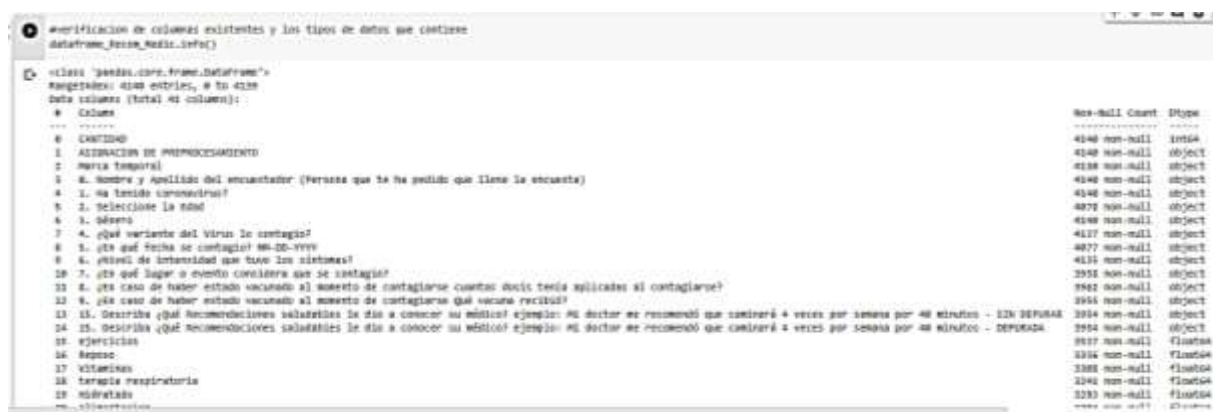 #verificacion de columnas existentes y los tipos de datos que contiene
dataframe_Recom_Medic.info()
<class 'pandas.core.frame.DataFrame'>
RangeIndex: 4140 entries, 0 to 4139
Data columns (total 41 columns):
# Column Non-Null Count Dtype
--- ------ -------------- -----
0 CANTIDAD 4140 non-null int64
1 ASIGNACION DE PREPROCESAMIENTO 4140 non-null object
2 Marca temporal non-null object
3 0. Nombre y Apellido del encuestador (Persona que te ha pedido que llene la encuesta) 4140 non-null object
4 1. Ha tenido coronavirus? 4140 non-null object
5 2. Seleccione la Edad non-null object
6 3. Género 4140 non-null object
7 4. ¿Qué variante del Virus lo contagio? 4137 non-null object
8 5. ¿En qué fecha se contagio? MM-DD-YYYY 4077 non-null object
9 6. ¿Nivel de intensidad que tuvo los síntomas? 4135 non-null object
10 7. ¿En qué lugar o evento considera que se contagio? non-null object
11 8. ¿En caso de haber estado vacunado al momento de contagiarse cuantas dosis tenía aplicadas al contagiarse? non-null object
12 9. ¿En caso de haber estado vacunado al momento de contagiarse Qué vacuna recibió? non-null object
13 15. Describa ¿Qué Recomendaciones saludables le dio a conocer su médico? ejemplo: Mi doctor me recomendó que caminará 4 veces por semana por 40 minutos - SIN DEPURAR non-null object
14 15. Describa ¿Qué Recomendaciones saludables le dio a conocer su médico? ejemplo: Mi doctor me recomendó que caminará 4 veces por semana por 40 minutos - DEPURADA non-null object
15 ejercicios non-null float64
16 Reposo non-null float64
17 Vitaminas non-null float64
18 terapia respiratoria non-null float64
19 Hidratado non-null float64